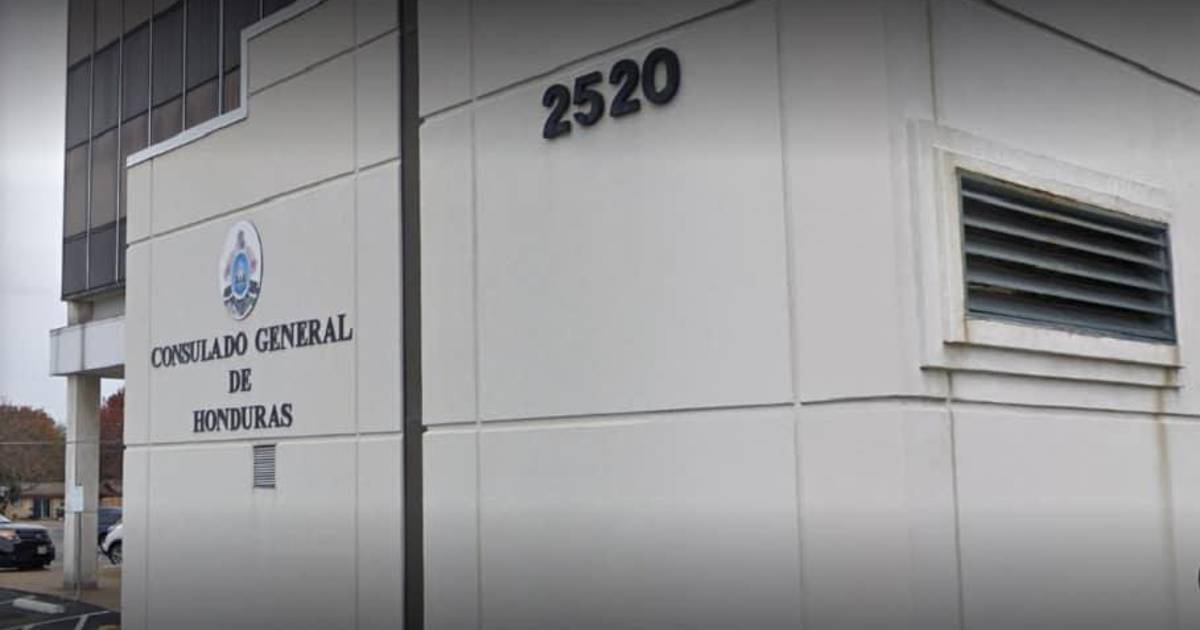 2520
CONSULADO GENERAL
DE
HONDURAS